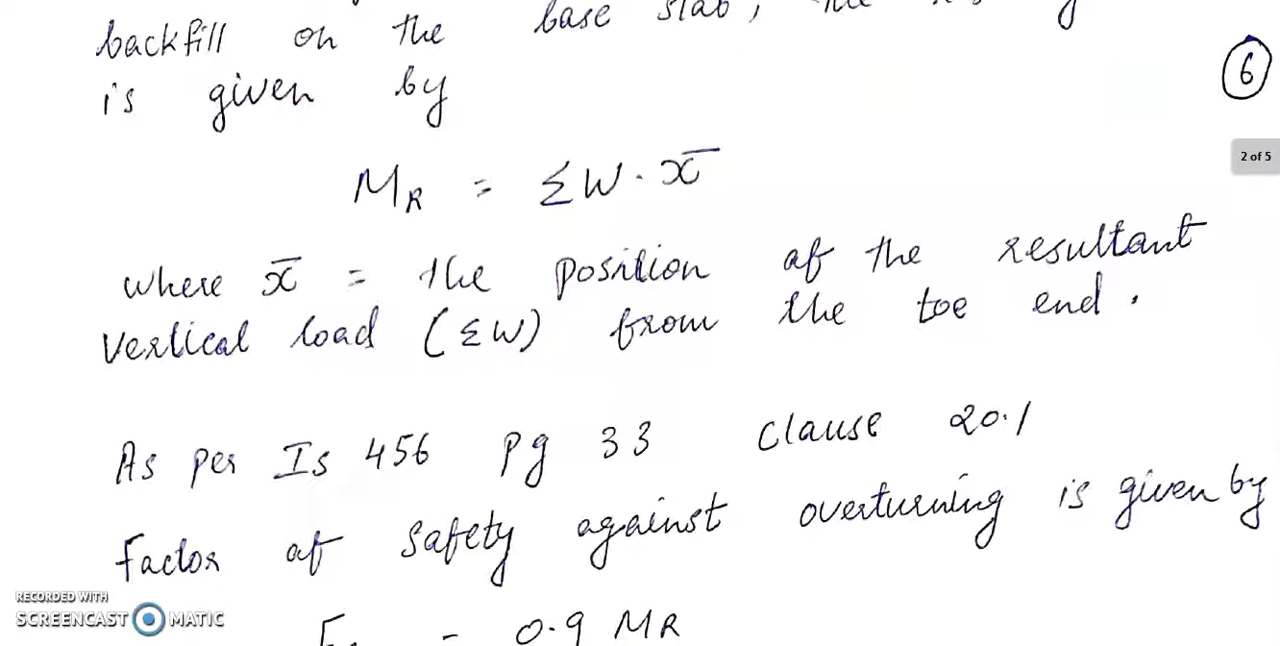 backfill on the base slab,
is given by
6
2 of 5
MR = ΣW · x̄
where x̄ = the position of the resultant
vertical load (ΣW) from the toe end.
As per Is 456 Pg 33 clause 20.1
factor of safety against overturning is given by
0.9 MR
RECORDED WITH
SCREENCAST MATIC